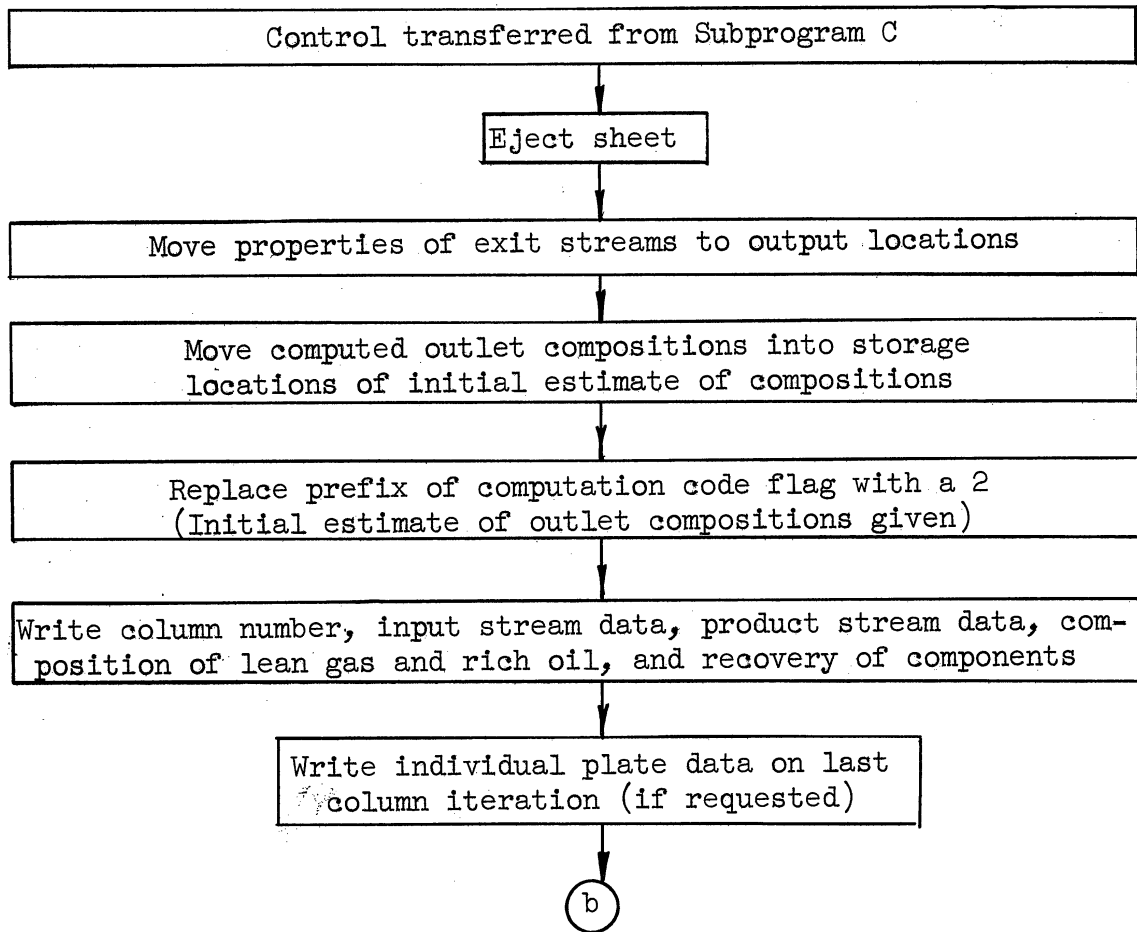 Control transferred from Subprogram C
Eject sheet
Move properties of exit streams to output locations
Move computed outlet compositions into storage
locations of initial estimate of compositions
Replace prefix of computation code flag with a 2
(Initial estimate of outlet compositions given)
Write column number, input stream data, product stream data, com-
position of lean gas and rich oil, and recovery of components
Write individual plate data on last
column iteration (if requested)
b